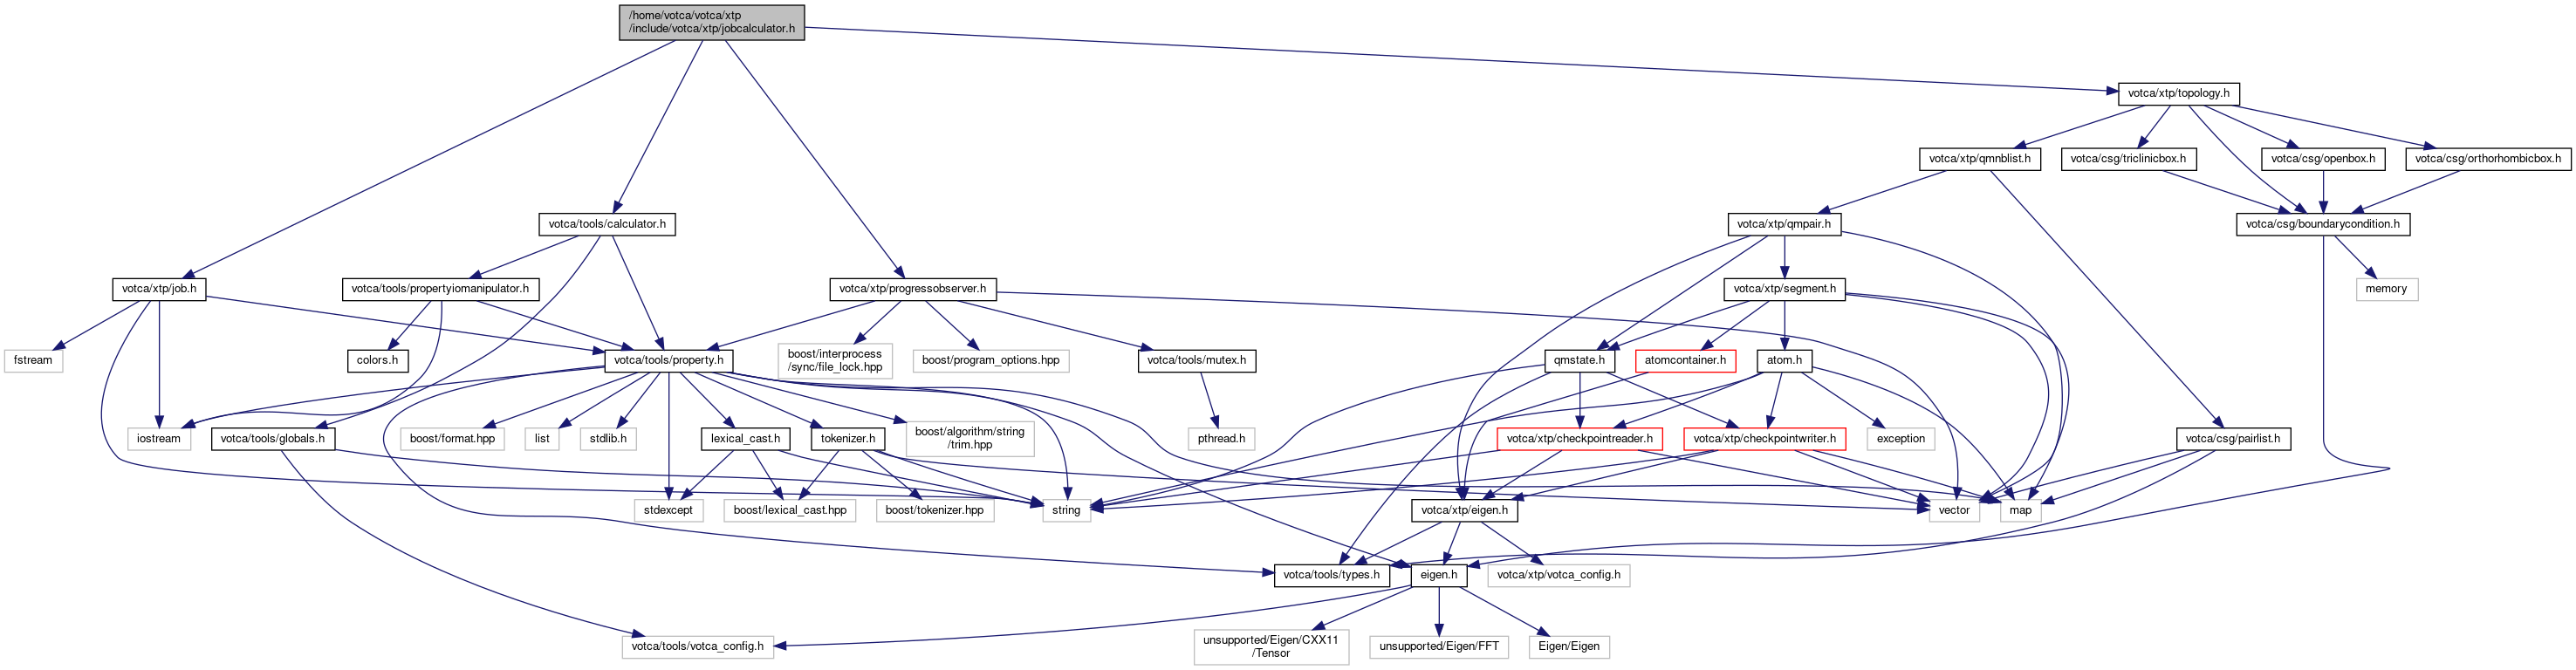 /home/votca/votca/xtp
/include/votca/xtp/jobcalculator.h
votca/xtp/topology.h
votca/xtp/qmnblist.h
votca/csg/triclinicbox.h
votca/csg/openbox.h
votca/csg/orthorhombicbox.h
votca/tools/calculator.h
votca/xtp/qmpair.h
votca/csg/boundarycondition.h
votca/xtp/job.h
votca/tools/propertyiomanipulator.h
votca/xtp/progressobserver.h
votca/xtp/segment.h
memory
fstream
colors.h
votca/tools/property.h
boost/interprocess
/sync/file_lock.hpp
boost/program_options.hpp
votca/tools/mutex.h
qmstate.h
atomcontainer.h
atom.h
iostream
votca/tools/globals.h
boost/format.hpp
list
stdlib.h
lexical_cast.h
tokenizer.h
boost/algorithm/string
/trim.hpp
pthread.h
votca/xtp/checkpointreader.h
votca/xtp/checkpointwriter.h
exception
votca/csg/pairlist.h
stdexcept
boost/lexical_cast.hpp
boost/tokenizer.hpp
string
votca/xtp/eigen.h
vector
map
votca/tools/types.h
eigen.h
votca/xtp/votca_config.h
votca/tools/votca_config.h
unsupported/Eigen/CXX11
/Tensor
unsupported/Eigen/FFT
Eigen/Eigen